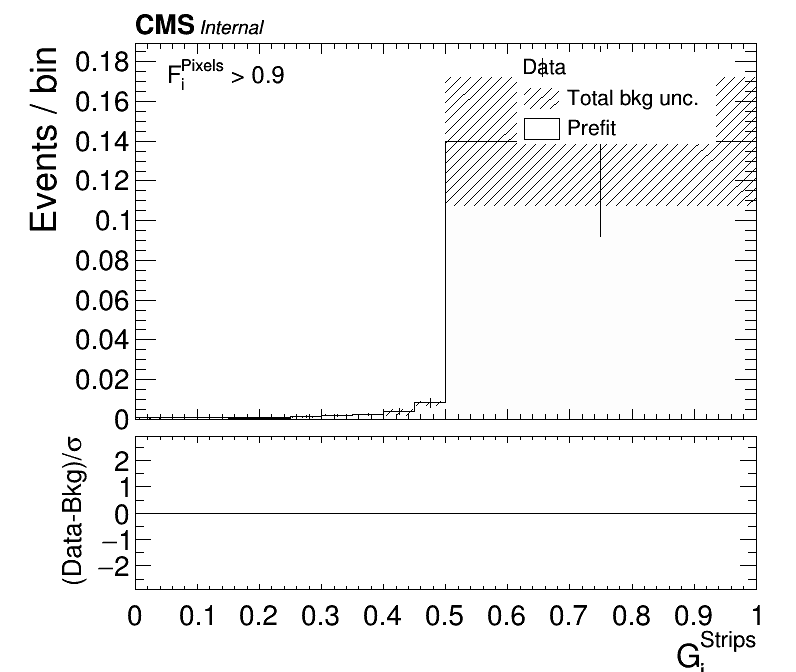 CMS Internal
F_i^Pixels > 0.9
Data
Total bkg unc.
Prefit
Events / bin
0.18
0.16
0.14
0.12
0.1
0.08
0.06
0.04
0.02
0
(Data-Bkg)/σ
2
1
0
−1
−2
0 0.1 0.2 0.3 0.4 0.5 0.6 0.7 0.8 0.9 1
G_i^Strips